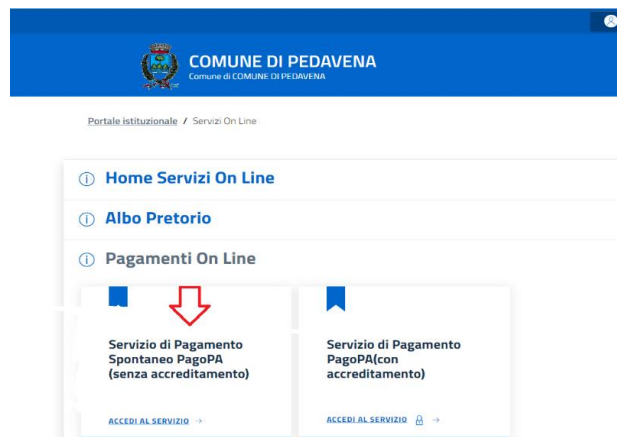 COMUNE DI PEDAVENA
Comune di COMUNE DI PEDAVENA
Portale istituzionale / Servizi On Line
Home Servizi On Line
Albo Pretorio
Pagamenti On Line
Servizio di Pagamento
Spontaneo PagoPA
(senza accreditamento)
ACCEDI AL SERVIZIO →
Servizio di Pagamento
PagoPA(con
accreditamento)
ACCEDI AL SERVIZIO →